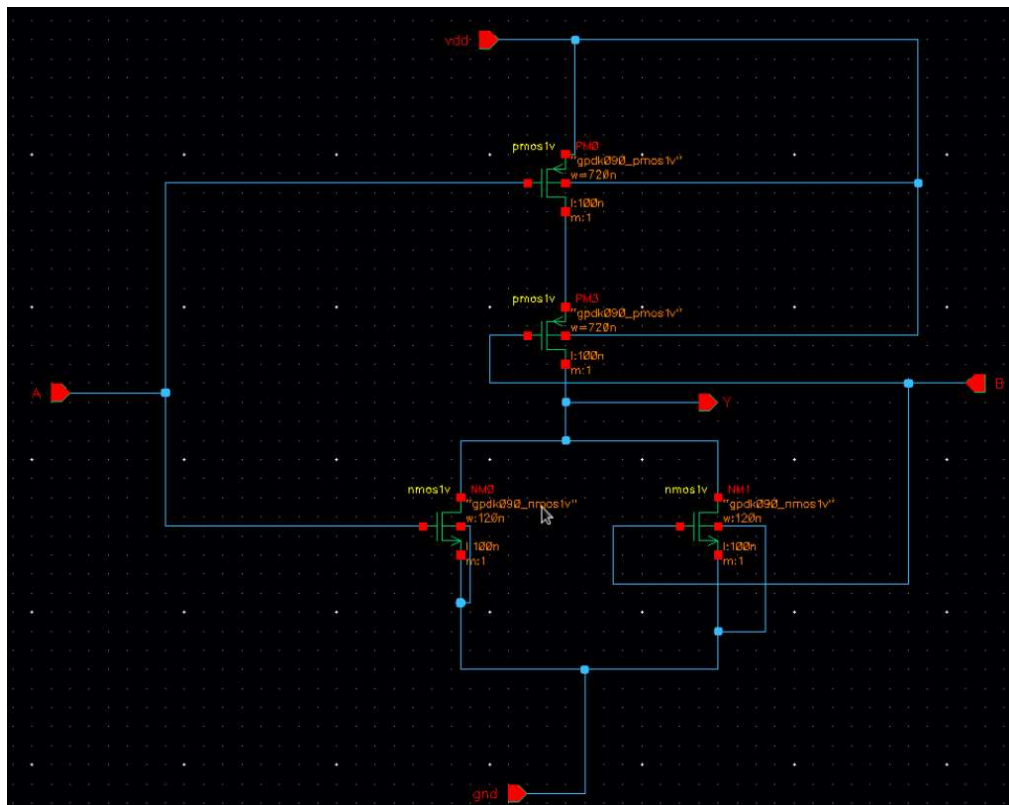 vdd
pmos1v PM0
"gpdk090_pmos1v"
w=720n
l:100n
m:1
pmos1v PM3
"gpdk090_pmos1v"
w=720n
l:100n
m:1
A
B
Y
nmos1v NM0
"gpdk090_nmos1v"
w:120n
l:100n
m:1
nmos1v NM1
"gpdk090_nmos1v"
w:120n
l:100n
m:1
gnd